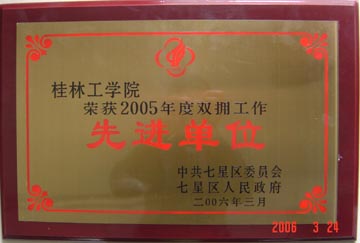 桂林工学院
荣获2005年度双拥工作
先进单位
中共七星区委员会
七星区人民政府
二00六年三月
2006 3 24